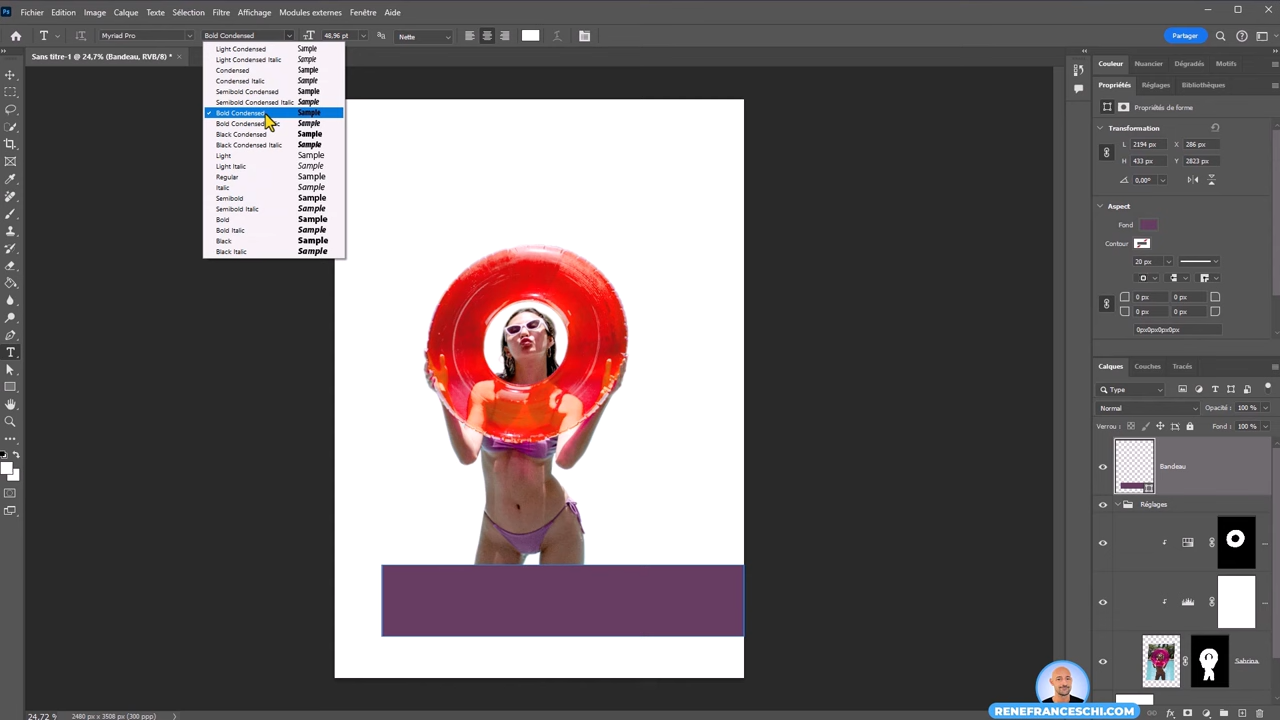 Ps Fichier Edition Image Calque Texte Sélection Filtre Affichage Modules externes Fenêtre Aide
T Myriad Pro Bold Condensed 48,96 pt aa Nette Partager
Sans titre-1 @ 24,7% (Bandeau, RVB/8) * ×
Light Condensed Sample
Light Condensed Italic Sample
Condensed Sample
Condensed Italic Sample
Semibold Condensed Sample
Semibold Condensed Italic Sample
Bold Condensed Sample
Bold Condensed Sample
Black Condensed Sample
Black Condensed Italic Sample
Light Sample
Light Italic Sample
Regular Sample
Italic Sample
Semibold Sample
Semibold Italic Sample
Bold Sample
Bold Italic Sample
Black Sample
Black Italic Sample
Couleur Nuancier Dégradés Motifs
Propriétés Réglages Bibliothèques
Propriétés de forme
Transformation
L 2194 px X 286 px
H 433 px Y 2823 px
0,00°
Aspect
Fond
Contour
20 px
0 px 0 px
0 px 0 px
0px0px0px0px
Calques Couches Tracés
Type
Normal Opacité : 100 %
Verrou : Fond : 100 %
Bandeau
Réglages
Sabrina
24,72 % 2480 px x 3508 px (300 ppp)
RENEFRANCESCHI.COM